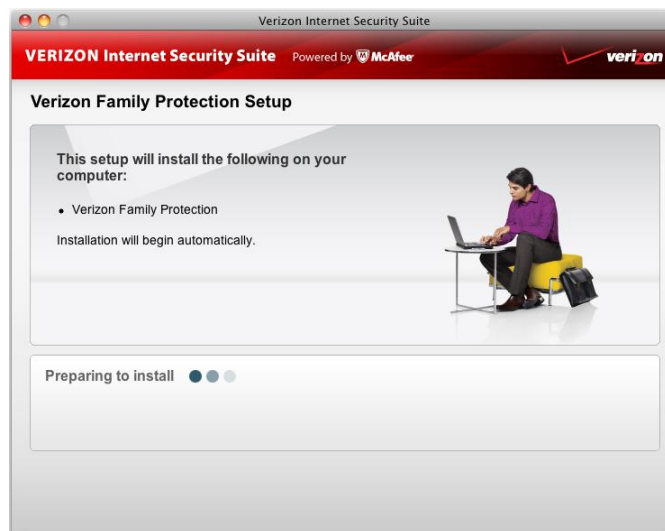 Verizon Internet Security Suite
VERIZON Internet Security Suite Powered by McAfee verizon
Verizon Family Protection Setup
This setup will install the following on your
computer:
• Verizon Family Protection
Installation will begin automatically.
Preparing to install